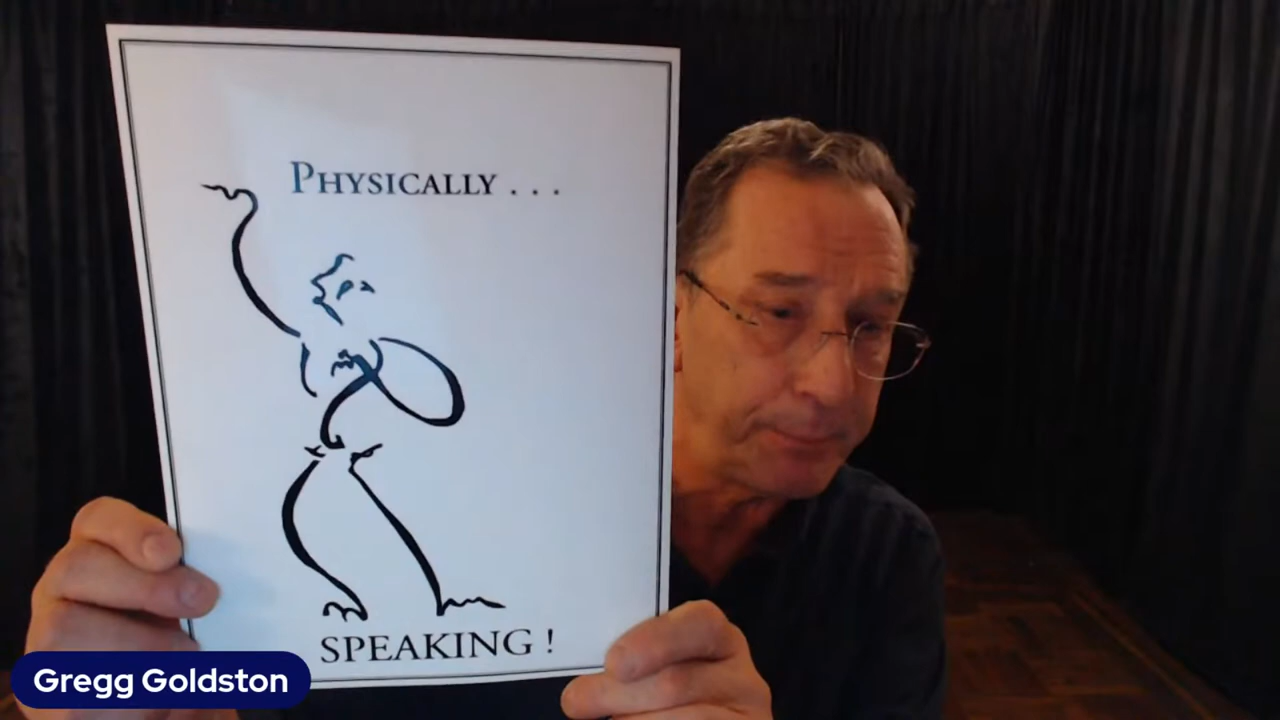 PHYSICALLY . . .
SPEAKING !
Gregg Goldston